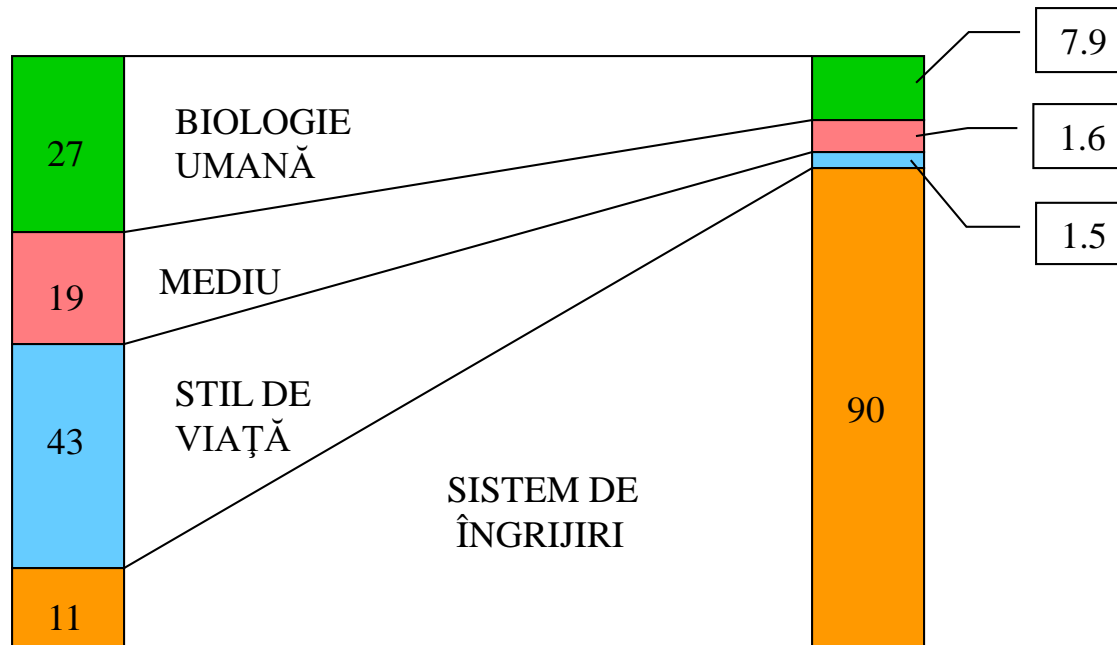 7.9
BIOLOGIE
UMANĂ
27
1.6
1.5
MEDIU
19
STIL DE
VIAŢĂ
43
90
SISTEM DE
ÎNGRIJIRI
11